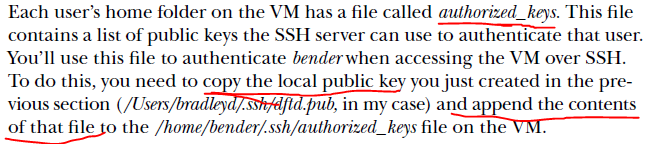 Each user's home folder on the VM has a file called authorized_keys. This file
contains a list of public keys the SSH server can use to authenticate that user.
You'll use this file to authenticate bender when accessing the VM over SSH.
To do this, you need to copy the local public key you just created in the pre-
vious section (/Users/bradleyd/.ssh/dftd.pub, in my case) and append the contents
of that file to the /home/bender/.ssh/authorized_keys file on the VM.